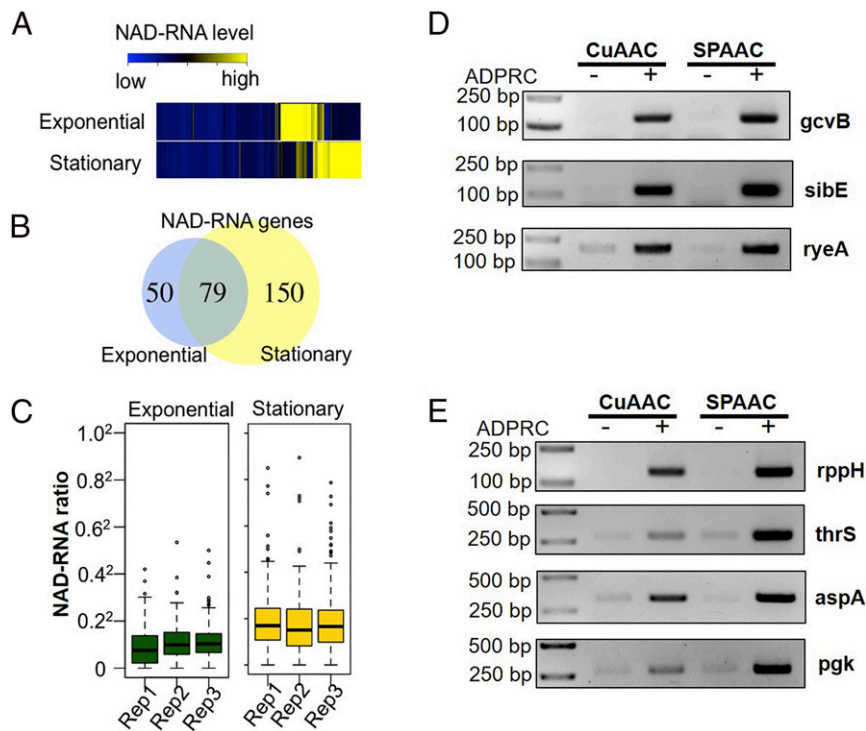 A
NAD-RNA level
low high
Exponential
Stationary
B
NAD-RNA genes
50 79 150
Exponential Stationary
C
Exponential Stationary
NAD-RNA ratio
1.0²
0.8²
0.6²
0.4²
0.2²
0
Rep1 Rep2 Rep3 Rep1 Rep2 Rep3
D
CuAAC SPAAC
ADPRC - + - +
250 bp
100 bp
gcvB
250 bp
100 bp
sibE
250 bp
100 bp
ryeA
E
CuAAC SPAAC
ADPRC - + - +
250 bp
100 bp
rppH
500 bp
250 bp
thrS
500 bp
250 bp
aspA
500 bp
250 bp
pgk